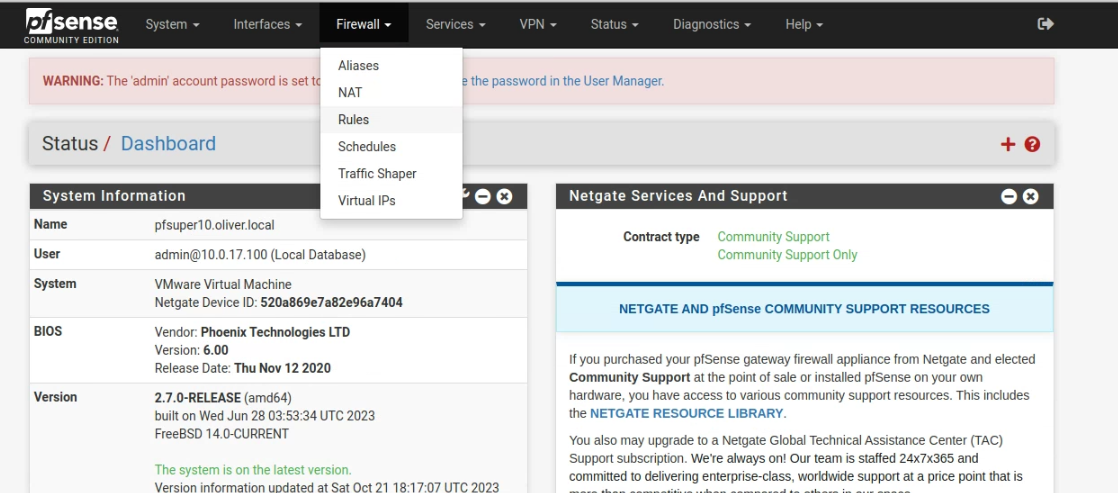 pfsense
COMMUNITY EDITION
System
Interfaces
Firewall
Services
VPN
Status
Diagnostics
Help
Aliases
NAT
Rules
Schedules
Traffic Shaper
Virtual IPs
WARNING: The 'admin' account password is set to
the password in the User Manager.
Status / Dashboard
System Information
Name pfsuper10.oliver.local
User admin@10.0.17.100 (Local Database)
System VMware Virtual Machine
Netgate Device ID: 520a869e7a82e96a7404
BIOS Vendor: Phoenix Technologies LTD
Version: 6.00
Release Date: Thu Nov 12 2020
Version 2.7.0-RELEASE (amd64)
built on Wed Jun 28 03:53:34 UTC 2023
FreeBSD 14.0-CURRENT
The system is on the latest version.
Version information updated at Sat Oct 21 18:17:07 UTC 2023
Netgate Services And Support
Contract type Community Support
Community Support Only
NETGATE AND pfSense COMMUNITY SUPPORT RESOURCES
If you purchased your pfSense gateway firewall appliance from Netgate and elected
Community Support at the point of sale or installed pfSense on your own
hardware, you have access to various community support resources. This includes
the NETGATE RESOURCE LIBRARY.
You also may upgrade to a Netgate Global Technical Assistance Center (TAC)
Support subscription. We're always on! Our team is staffed 24x7x365 and
committed to delivering enterprise-class, worldwide support at a price point that is